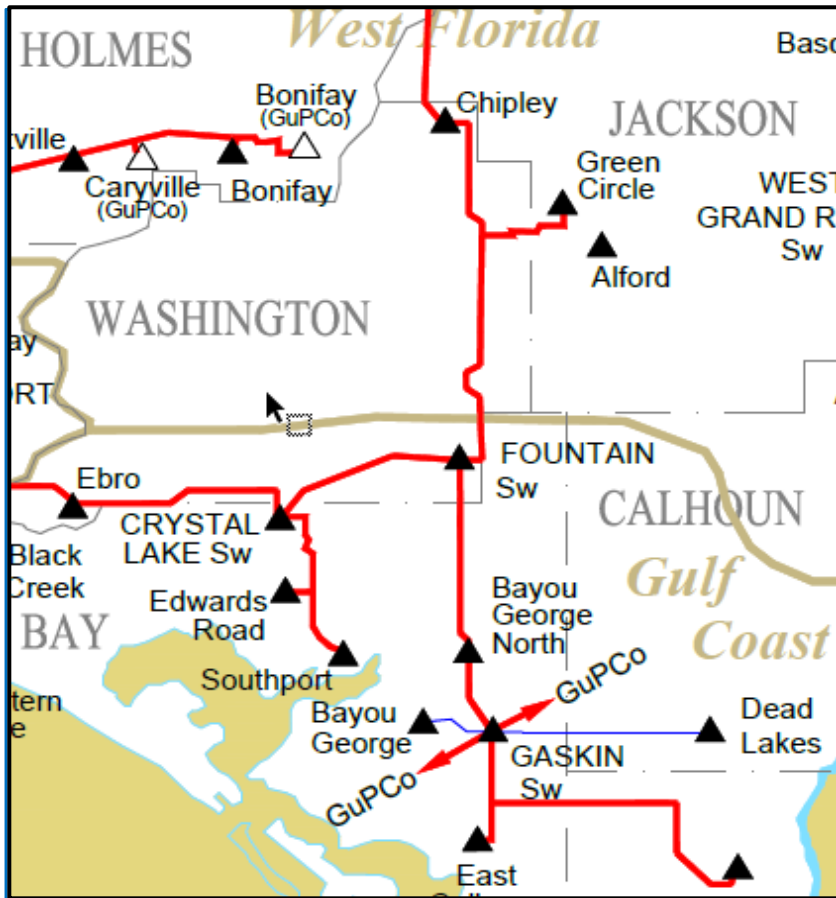 West Florida
HOLMES
Basc
Bonifay
(GuPCo)
Chipley
JACKSON
tville
Caryville
(GuPCo)
Bonifay
Green
Circle
WEST
GRAND R
Sw
Alford
WASHINGTON
ay
ORT
Ebro
FOUNTAIN
Sw
CRYSTAL
LAKE Sw
CALHOUN
Black
Creek
Edwards
Road
Bayou
George
North
Gulf
Coast
BAY
Southport
GuPCo
tern
e
Bayou
George
Dead
Lakes
GASKIN
Sw
GuPCo
East